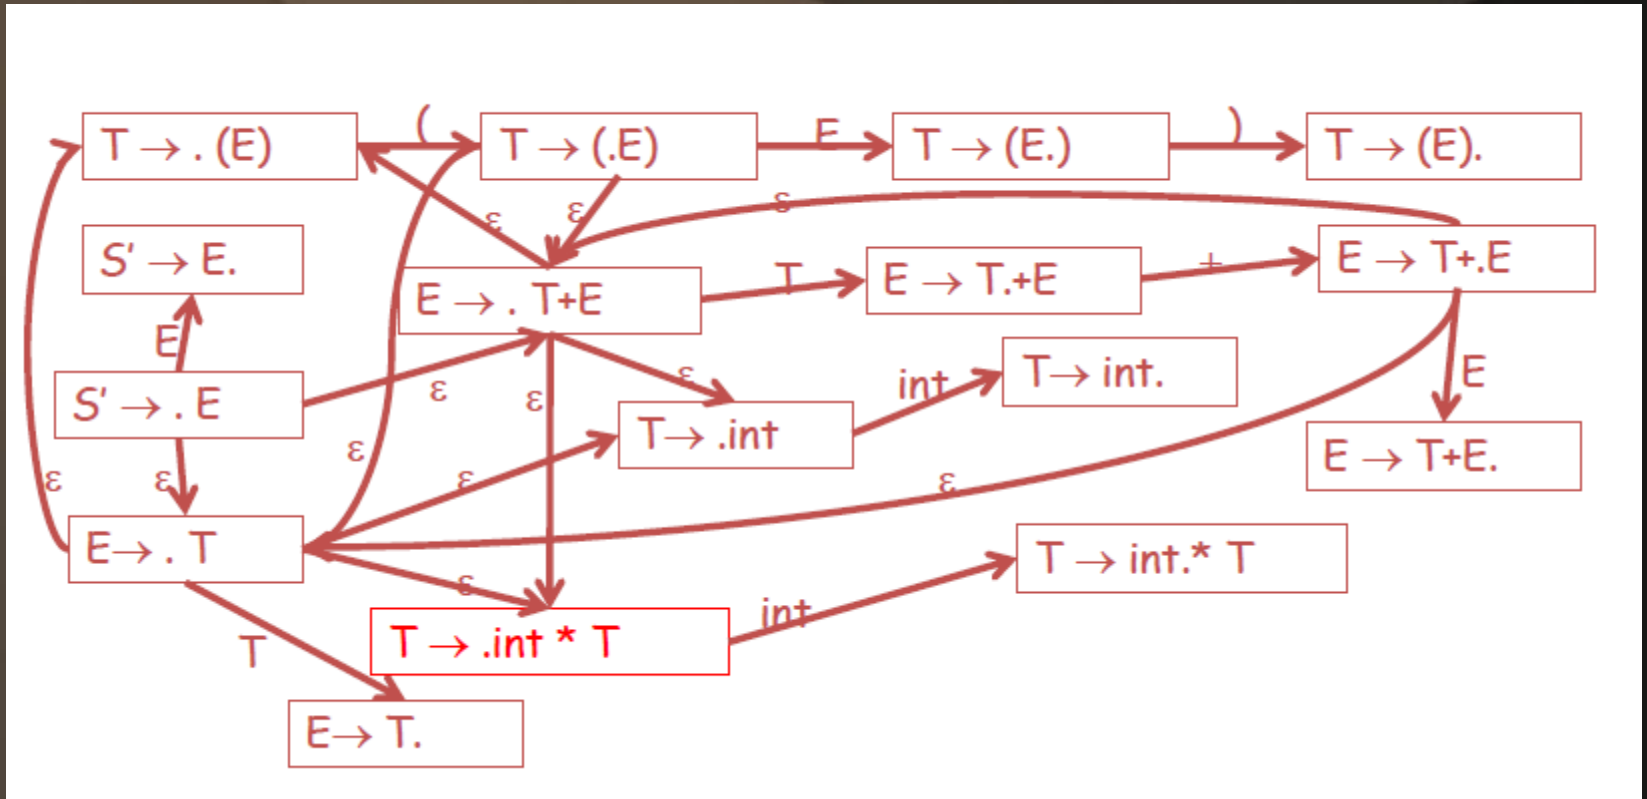 (
T → . (E)
T → (.E)
E
T → (E.)
)
T → (E).
ε
ε
ε
S' → E.
E → . T+E
T
E → T.+E
+
E → T+.E
E
S' → . E
ε
ε
ε
T→ .int
int
T→ int.
E
E → T+E.
ε
ε
ε
ε
ε
E→ . T
ε
T → .int * T
int
T → int.* T
T
E→ T.